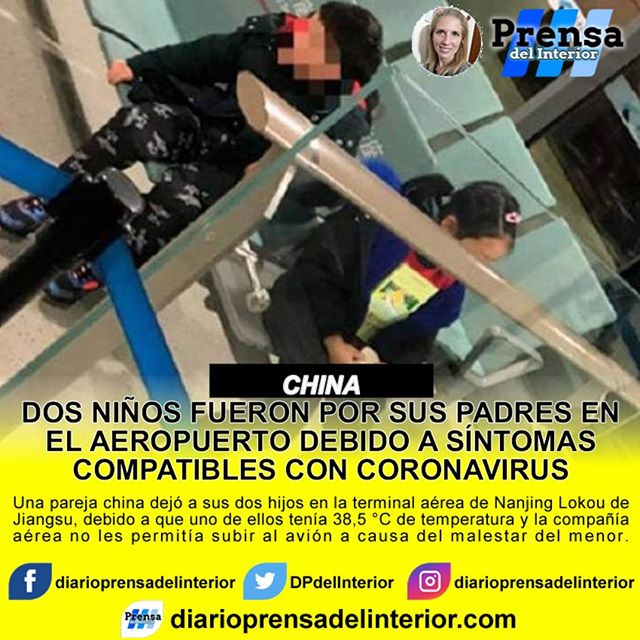 Prensa
del Interior
CHINA
DOS NIÑOS FUERON POR SUS PADRES EN
EL AEROPUERTO DEBIDO A SÍNTOMAS
COMPATIBLES CON CORONAVIRUS
Una pareja china dejó a sus dos hijos en la terminal aérea de Nanjing Lokou de
Jiangsu, debido a que uno de ellos tenía 38,5 °C de temperatura y la compañía
aérea no les permitía subir al avión a causa del malestar del menor.
diarioprensadelinterior DPdelInterior diarioprensadelinterior
Prensa diarioprensadelinterior.com